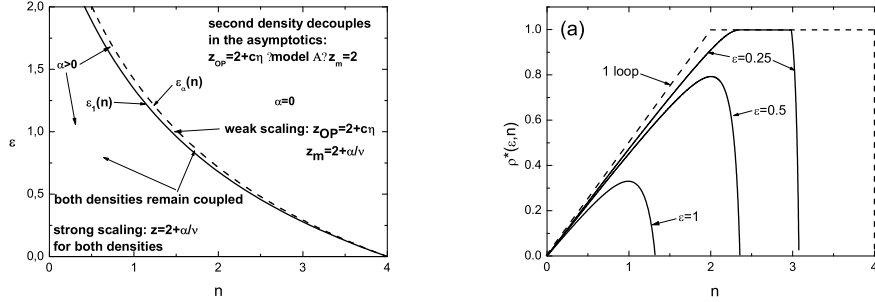 second density decouples
in the asymptotics:
z_OP=2+cη ?model A? z_m=2
α>0
ε_α(n)
ε_1(n)
α=0
weak scaling: z_OP=2+cη
z_m=2+α/ν
both densities remain coupled
strong scaling: z=2+α/ν
for both densities
2,0
1,5
1,0
0,5
0,0
ε
0
1
2
3
4
n
(a)
1 loop
ε=0.25
ε=0.5
ε=1
1.0
0.8
0.6
0.4
0.2
0.0
ρ*(ε,n)
0
1
2
3
4
n